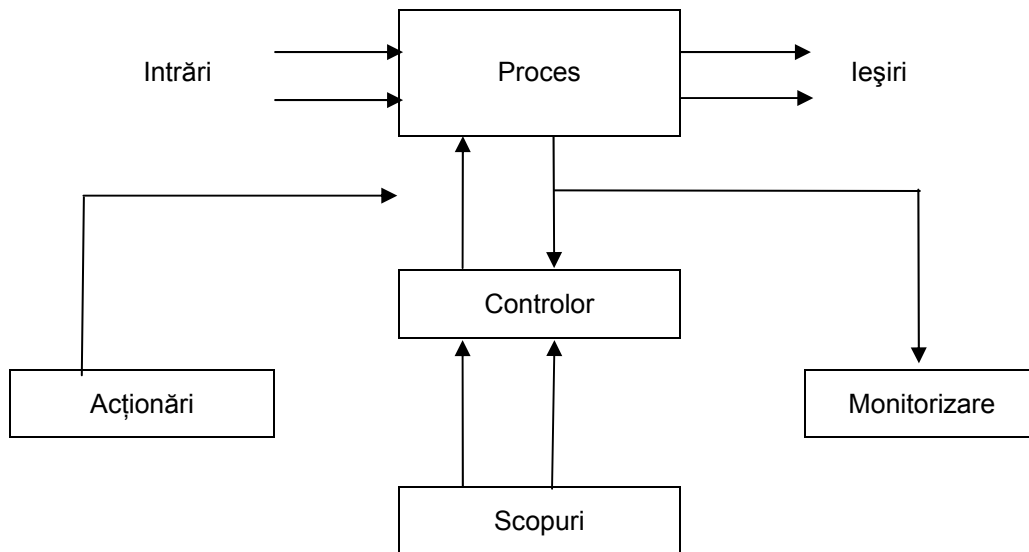 Intrări
Proces
Ieşiri
Controlor
Acționări
Monitorizare
Scopuri